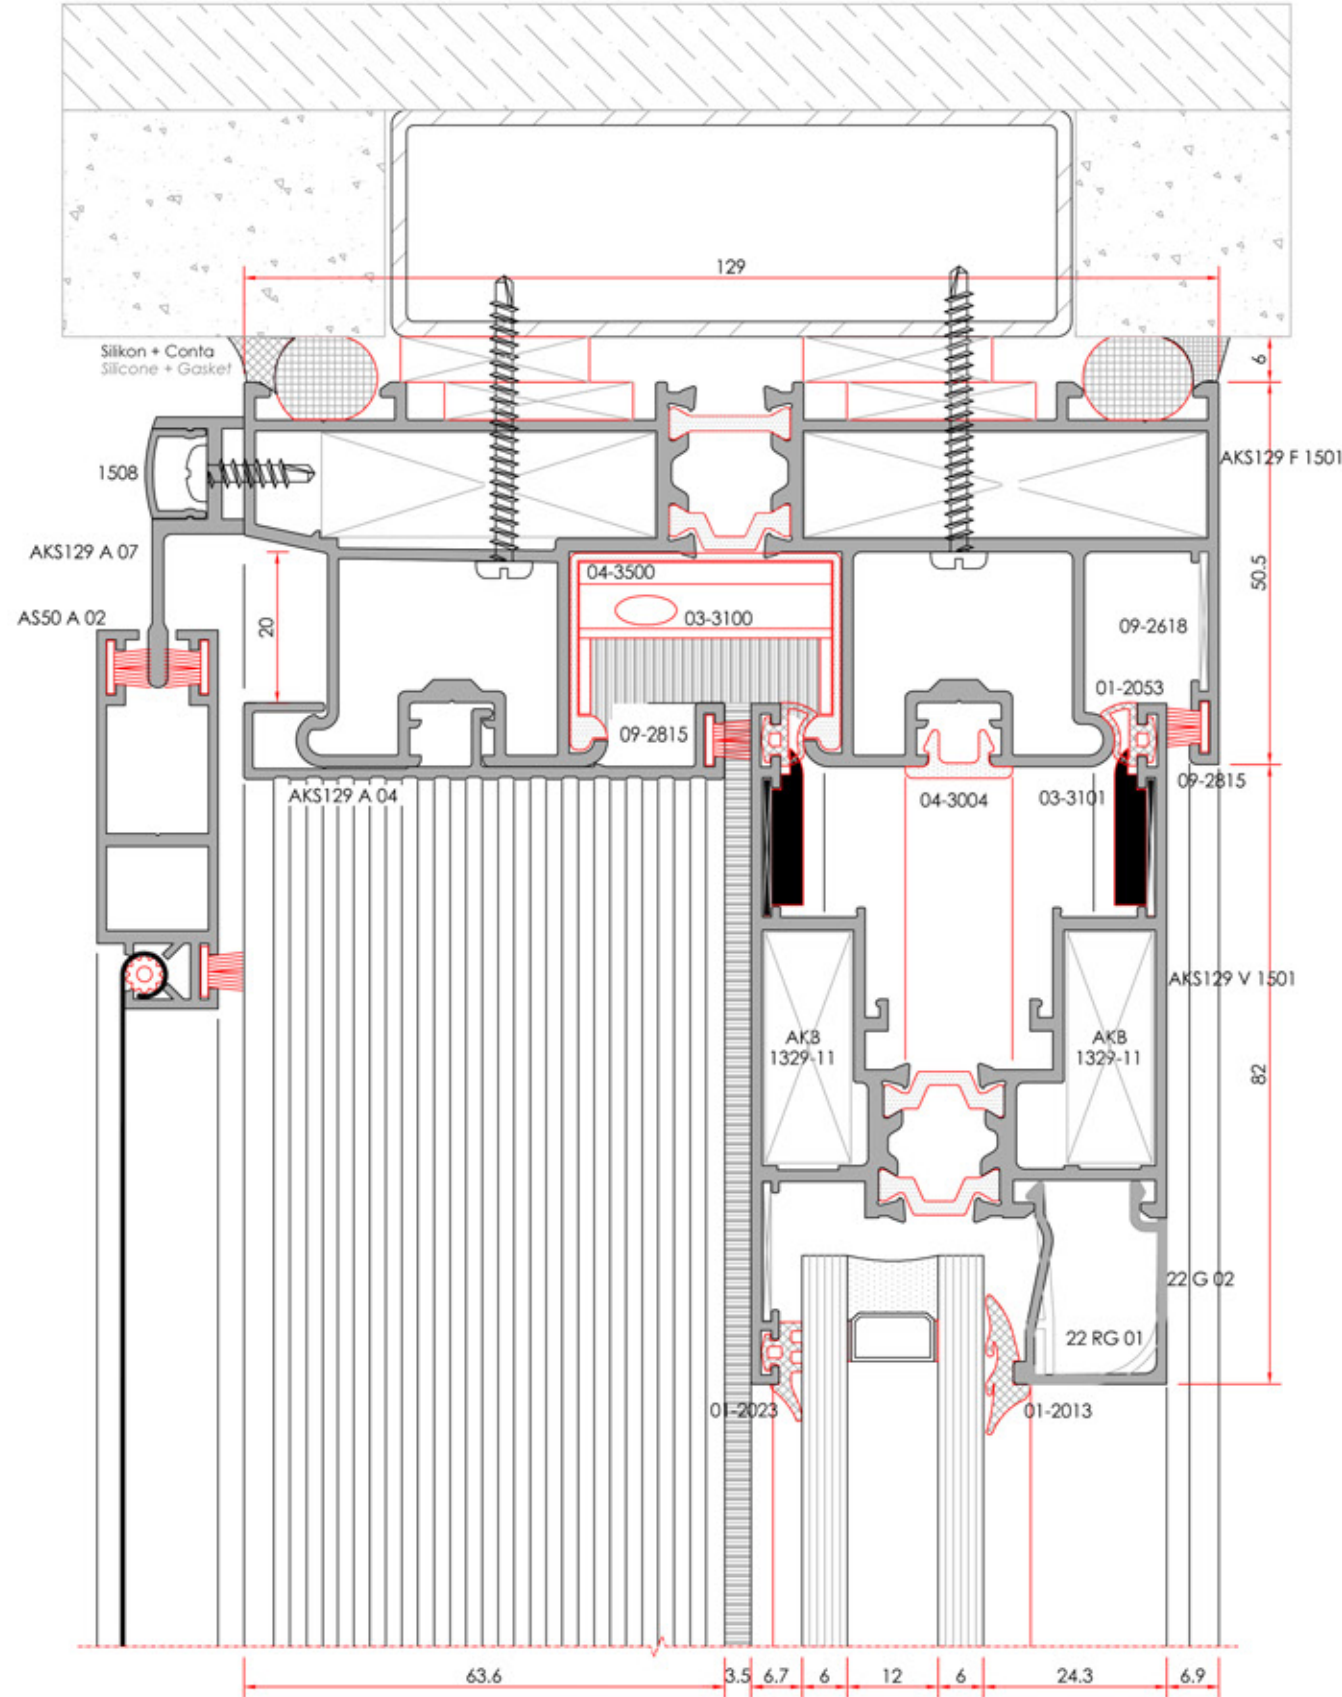 129
Silikon + Conta
Silicone + Gasket
6
1508
AKS129 F 1501
AKS129 A 07
04-3500
50.5
AS50 A 02
20
03-3100
09-2618
01-2053
09-2815
09-2815
AKS129 A 04
04-3004
03-3101
AKS129 V 1501
AKB
1329-11
AKB
1329-11
82
22 G 02
22 RG 01
01-2023
01-2013
63.6
3.5
6.7
6
12
6
24.3
6.9